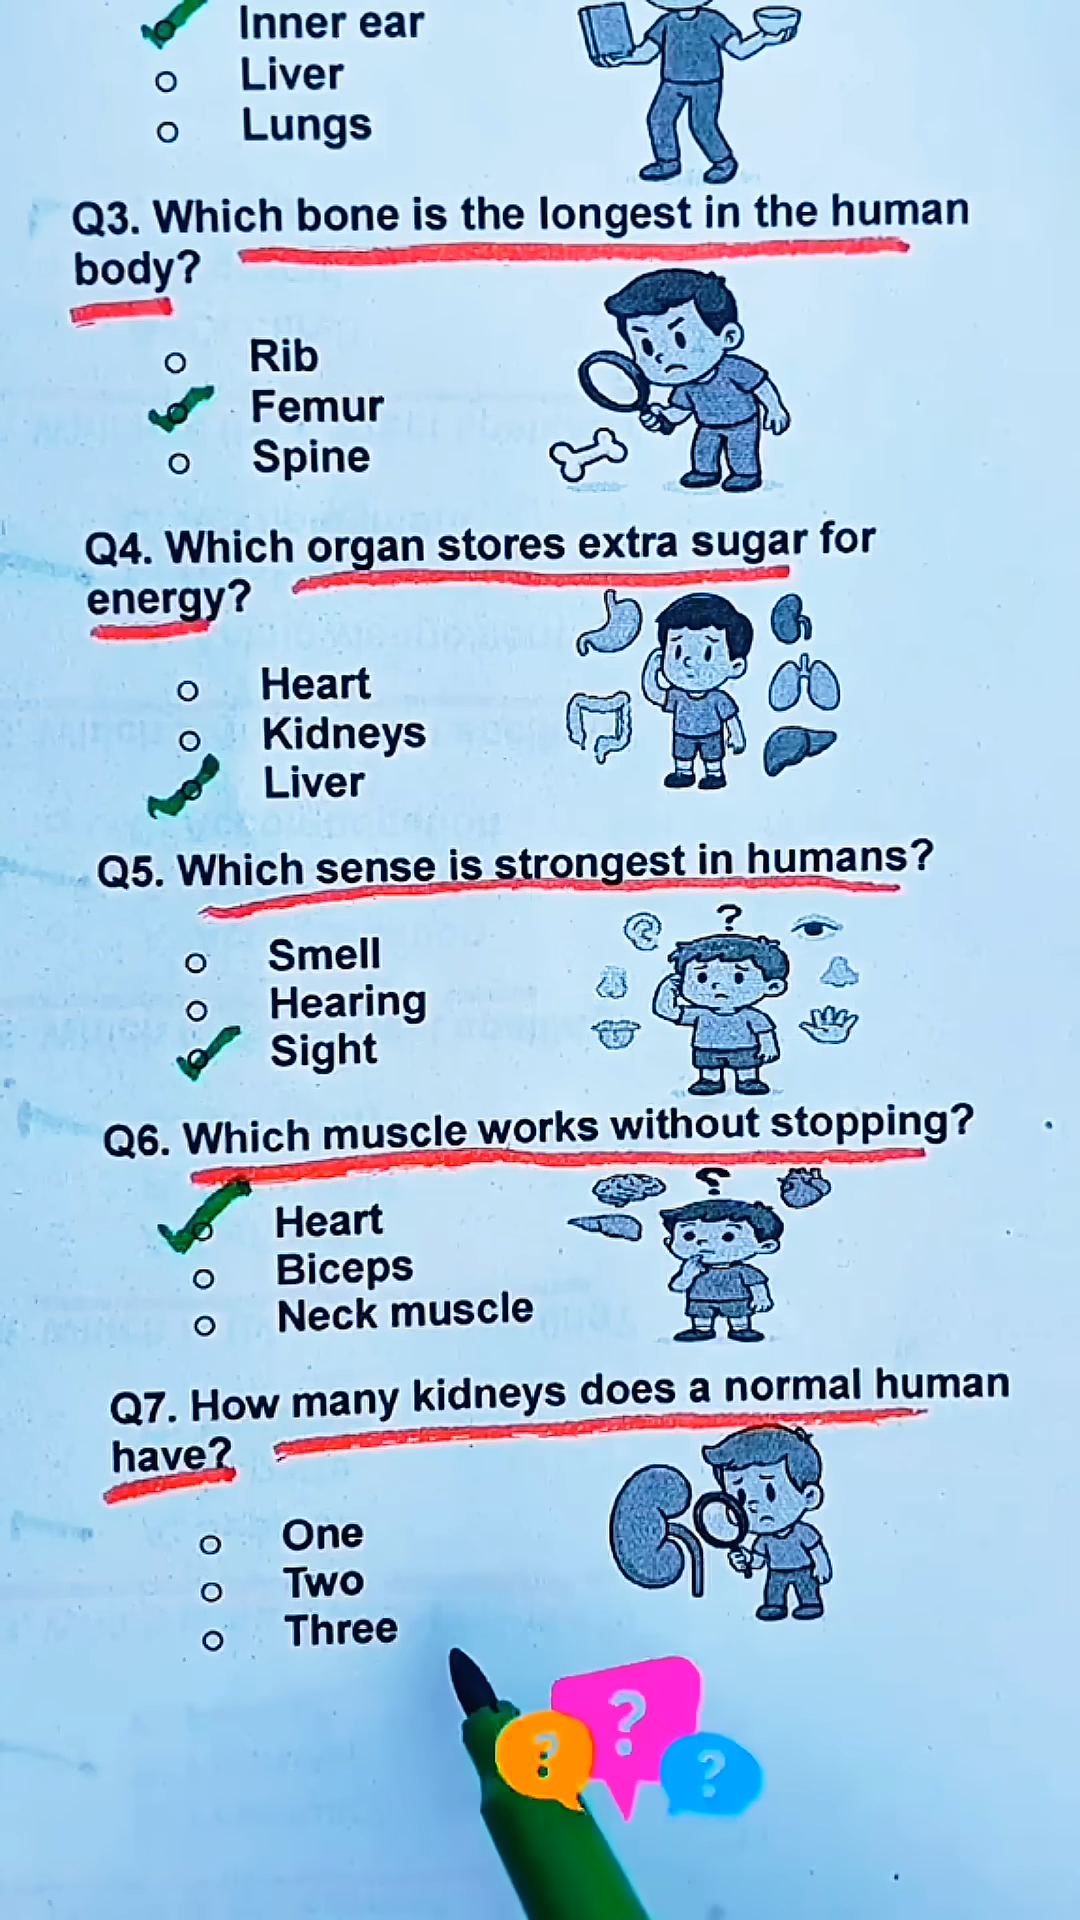 Inner ear
Liver
Lungs
Q3. Which bone is the longest in the human
body?
Rib
Femur
Spine
Q4. Which organ stores extra sugar for
energy?
Heart
Kidneys
Liver
Q5. Which sense is strongest in humans?
?
Smell
Hearing
Sight
Q6. Which muscle works without stopping?
?
Heart
Biceps
Neck muscle
Q7. How many kidneys does a normal human
have?
One
Two
Three
?
?
?